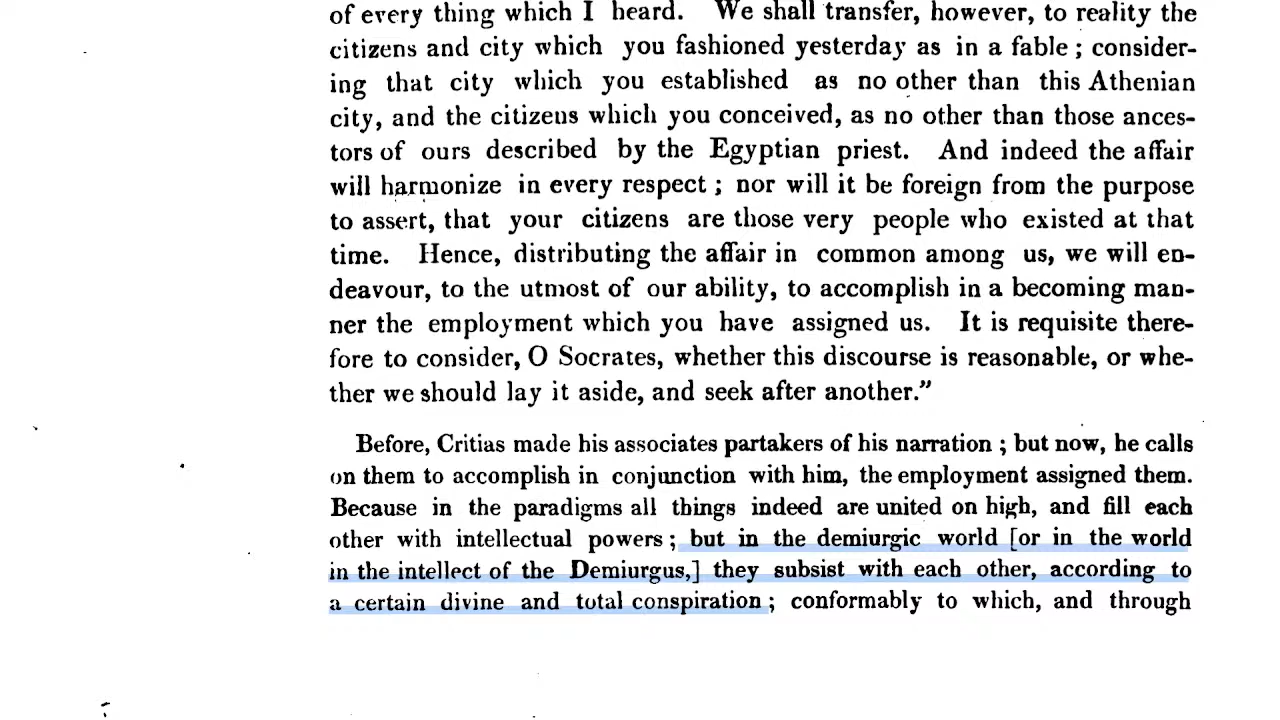 of every thing which I heard. We shall transfer, however, to reality the
citizens and city which you fashioned yesterday as in a fable ; consider-
ing that city which you established as no other than this Athenian
city, and the citizens which you conceived, as no other than those ances-
tors of ours described by the Egyptian priest. And indeed the affair
will harmonize in every respect ; nor will it be foreign from the purpose
to assert, that your citizens are those very people who existed at that
time. Hence, distributing the affair in common among us, we will en-
deavour, to the utmost of our ability, to accomplish in a becoming man-
ner the employment which you have assigned us. It is requisite there-
fore to consider, O Socrates, whether this discourse is reasonable, or whe-
ther we should lay it aside, and seek after another.”
Before, Critias made his associates partakers of his narration ; but now, he calls
on them to accomplish in conjunction with him, the employment assigned them.
Because in the paradigms all things indeed are united on high, and fill each
other with intellectual powers ; but in the demiurgic world [or in the world
in the intellect of the Demiurgus,] they subsist with each other, according to
a certain divine and total conspiration ; conformably to which, and through